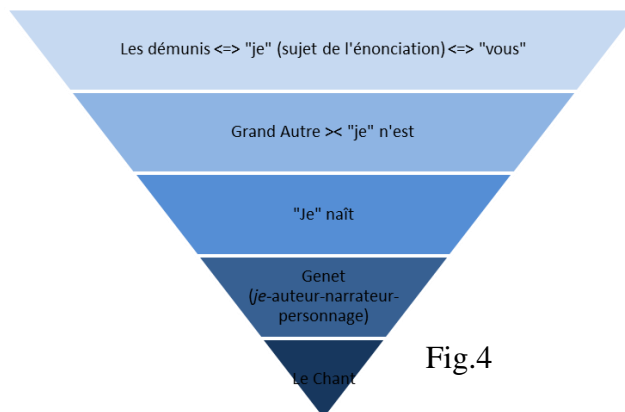 Les démunis <=> "je" (sujet de l'énonciation) <=> "vous"
Grand Autre >< "je" n'est
"Je" naît
Genet
(je-auteur-narrateur-
personnage)
Le Chant
Fig.4